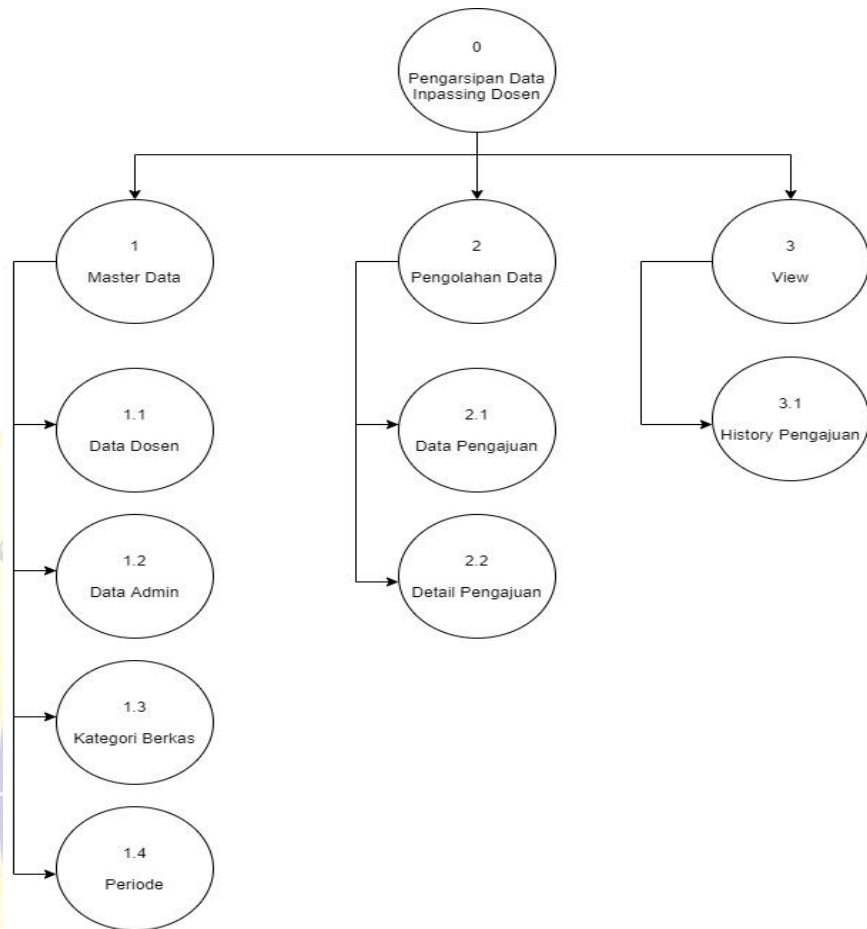 0
Pengarsipan Data
Inpassing Dosen
1
Master Data
2
Pengolahan Data
3
View
1.1
Data Dosen
2.1
Data Pengajuan
3.1
History Pengajuan
1.2
Data Admin
2.2
Detail Pengajuan
1.3
Kategori Berkas
1.4
Periode